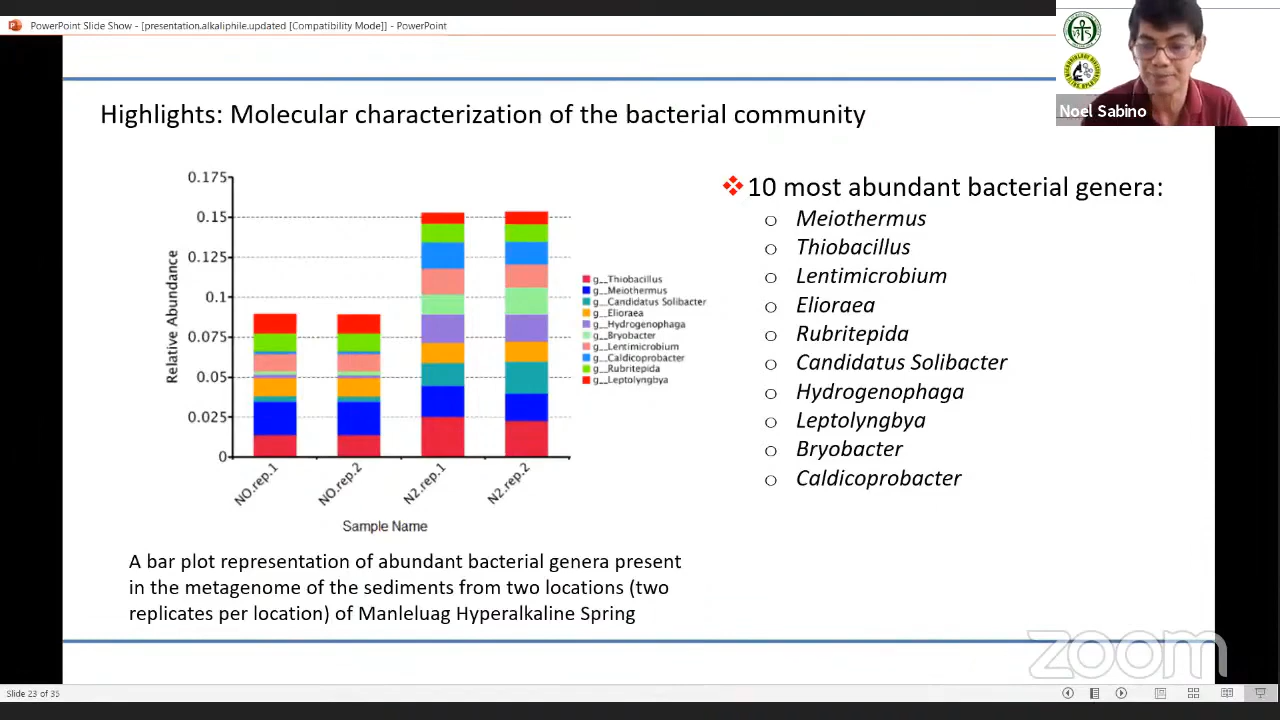 PowerPoint Slide Show - [presentation.alkaliphile.updated [Compatibility Mode]] - PowerPoint
Noel Sabino
Highlights: Molecular characterization of the bacterial community
0.175
0.15
0.125
0.1
0.075
0.05
0.025
0
Relative Abundance
NO.rep.1
NO.rep.2
N2.rep.1
N2.rep.2
Sample Name
g__Thiobacillus
g__Meiothermus
g__Candidatus Solibacter
g__Elioraea
g__Hydrogenophaga
g__Bryobacter
g__Lentimicrobium
g__Caldicoprobacter
g__Rubritepida
g__Leptolyngbya
10 most abundant bacterial genera:
Meiothermus
Thiobacillus
Lentimicrobium
Elioraea
Rubritepida
Candidatus Solibacter
Hydrogenophaga
Leptolyngbya
Bryobacter
Caldicoprobacter
A bar plot representation of abundant bacterial genera present
in the metagenome of the sediments from two locations (two
replicates per location) of Manleluag Hyperalkaline Spring
zoom
Slide 23 of 35